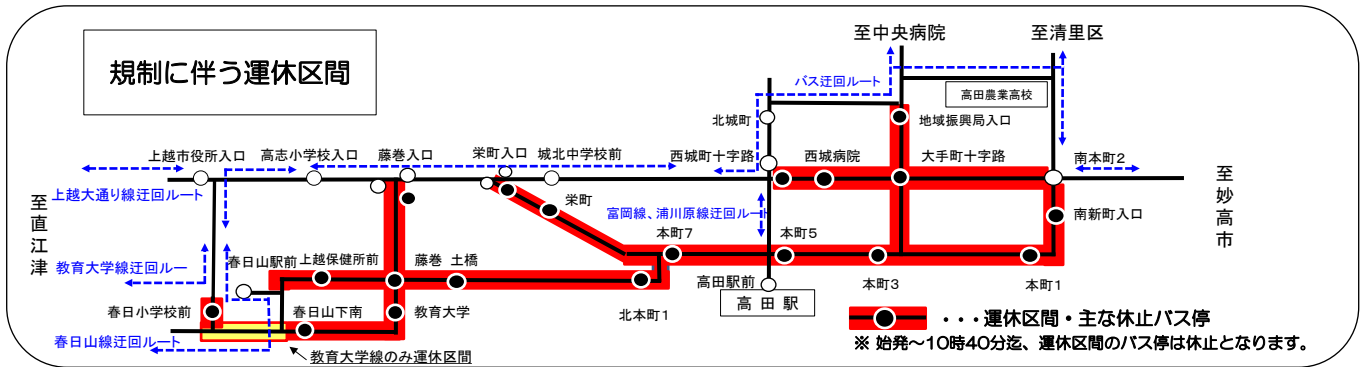 規制に伴う運休区間
至中央病院
至清里区
バス迂回ルート
高田農業高校
北城町
地域振興局入口
上越市役所入口
高志小学校入口
藤巻入口
栄町入口
城北中学校前
西城町十字路
西城病院
大手町十字路
南本町2
至直江津
上越大通り線迂回ルート
栄町
富岡線、浦川原線迂回ルート
南新町入口
至妙高市
教育大学線迂回ルー
春日山駅前
上越保健所前
藤巻
土橋
本町7
本町5
本町3
本町1
春日小学校前
春日山下南
教育大学
北本町1
高田駅前
高田駅
春日山線迂回ルート
教育大学線のみ運休区間
・・・運休区間・主な休止バス停
※ 始発～10時40分迄、運休区間のバス停は休止となります。